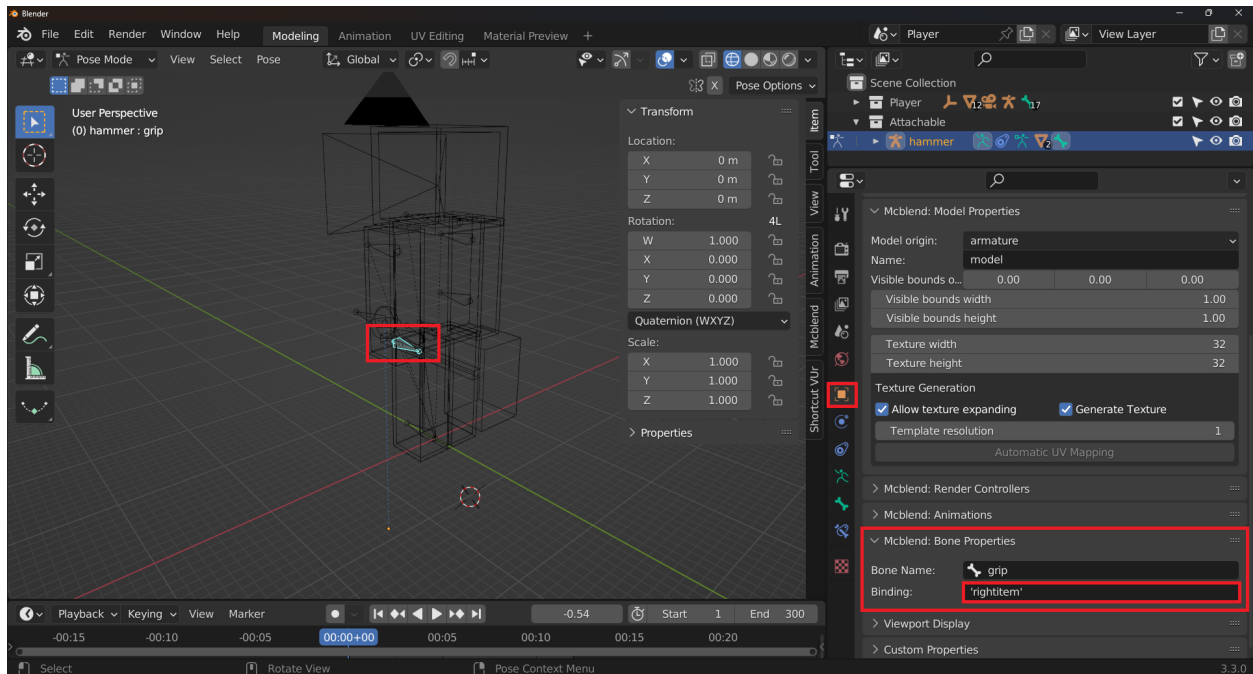 Blender
File Edit Render Window Help Modeling Animation UV Editing Material Preview + Player View Layer
Pose Mode View Select Pose Global
X Pose Options
User Perspective
(0) hammer : grip
Transform
Location:
X 0 m
Y 0 m
Z 0 m
Rotation: 4L
W 1.000
X 0.000
Y 0.000
Z 0.000
Quaternion (WXYZ)
Scale:
X 1.000
Y 1.000
Z 1.000
Properties
Item
Tool
View
Animation
Mcblend
Shortcut VUr
Scene Collection
Player 12 17
Attachable
hammer 2
Mcblend: Model Properties
Model origin: armature
Name: model
Visible bounds o... 0.00 0.00 0.00
Visible bounds width 1.00
Visible bounds height 1.00
Texture width 32
Texture height 32
Texture Generation
Allow texture expanding Generate Texture
Template resolution 1
Automatic UV Mapping
Mcblend: Render Controllers
Mcblend: Animations
Mcblend: Bone Properties
Bone Name: grip
Binding: 'rightitem'
Viewport Display
Custom Properties
Playback Keying View Marker -0.54 Start 1 End 300
-00:15 -00:10 -00:05 00:00+00 00:05 00:10 00:15 00:20
Select Rotate View Pose Context Menu 3.3.0